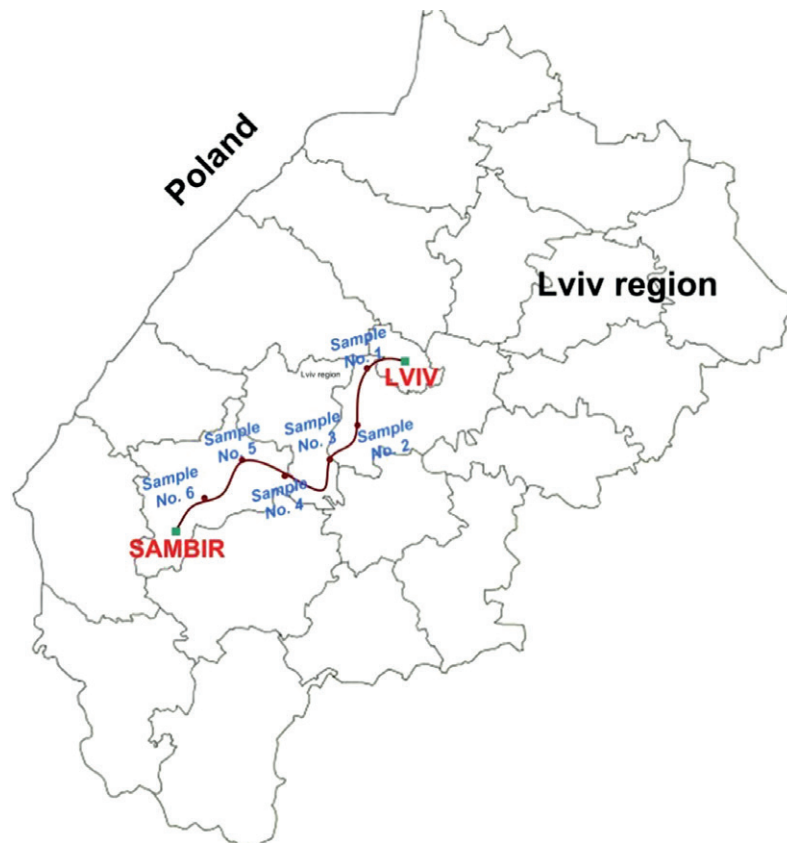 Poland
Lviv region
Sample
No. 1
Lviv region
LVIV
Sample
No. 3
Sample
No. 2
Sample
No. 5
Sample
No. 6
Sample
No. 4
SAMBIR